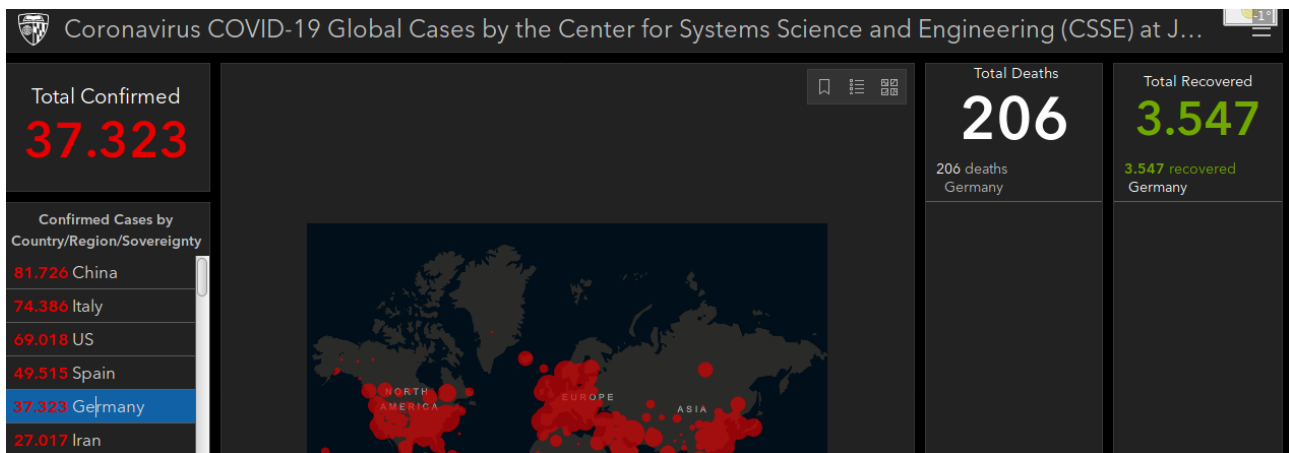 Coronavirus COVID-19 Global Cases by the Center for Systems Science and Engineering (CSSE) at J...
-1°
Total Confirmed
37.323
Confirmed Cases by
Country/Region/Sovereignty
81.726 China
74.386 Italy
69.018 US
49.515 Spain
37.323 Germany
27.017 Iran
NORTH
AMERICA
EUROPE
ASIA
Total Deaths
206
206 deaths
Germany
Total Recovered
3.547
3.547 recovered
Germany